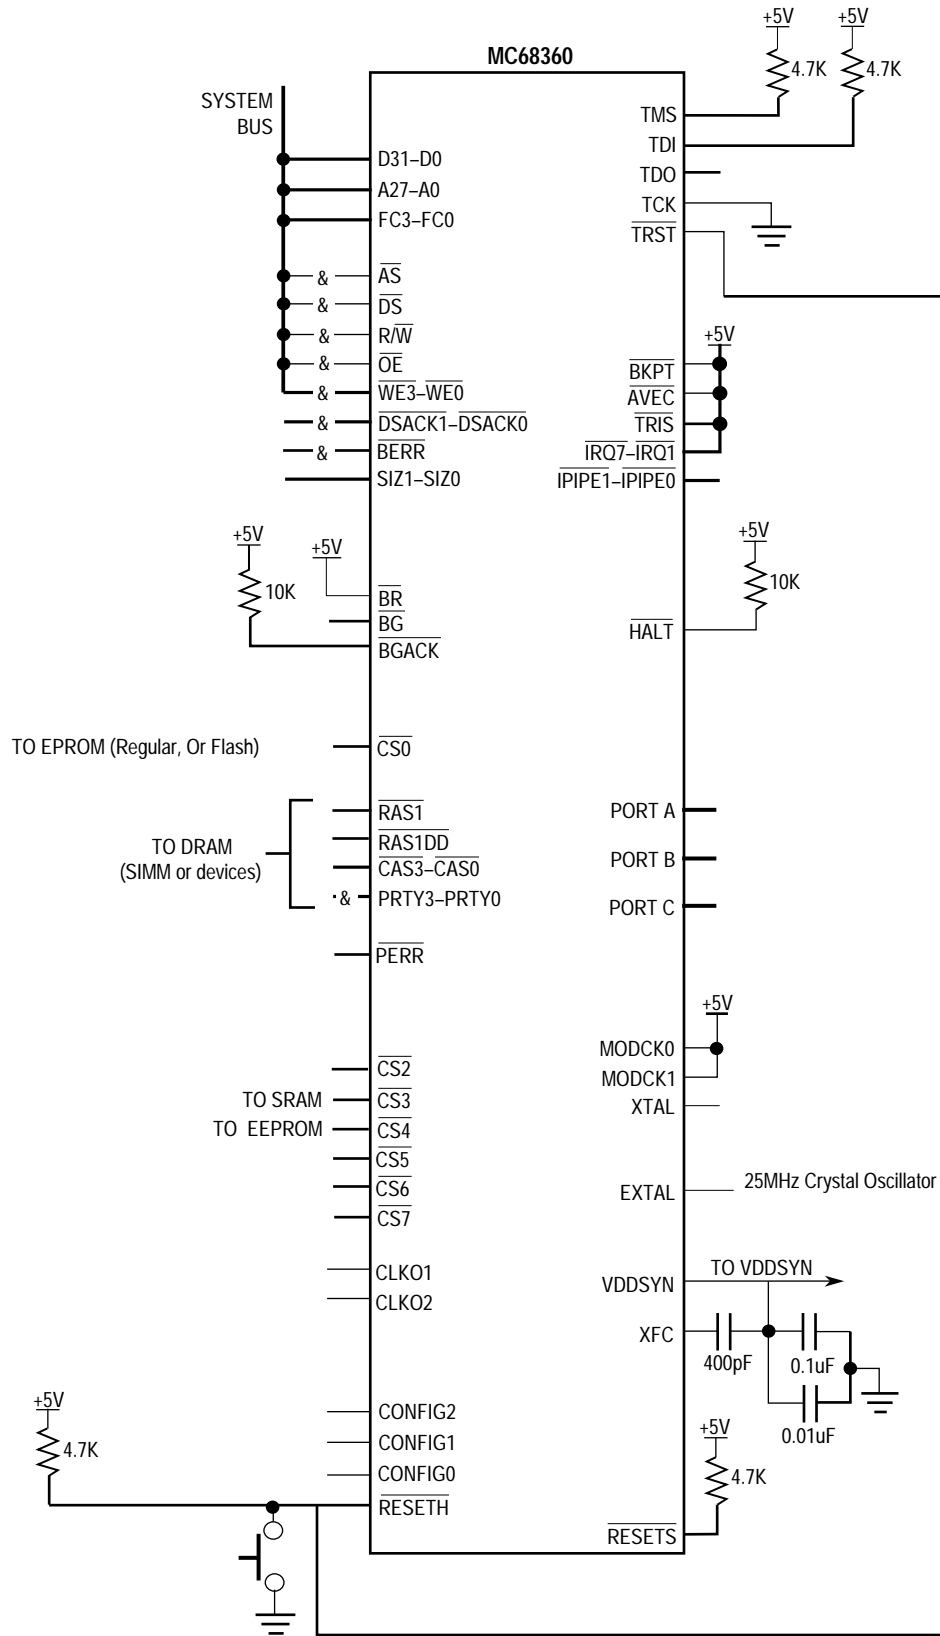 MC68360
+5V
4.7K
+5V
4.7K
SYSTEM
BUS
D31–D0
A27–A0
FC3–FC0
& AS
& DS
& R/W
& OE
& WE3–WE0
& DSACK1–DSACK0
& BERR
SIZ1–SIZ0
+5V
10K
+5V
BR
BG
BGACK
TO EPROM (Regular, Or Flash)
CS0
TO DRAM
(SIMM or devices)
RAS1
RAS1DD
CAS3–CAS0
& PRTY3–PRTY0
PERR
CS2
TO SRAM CS3
TO EEPROM CS4
CS5
CS6
CS7
CLKO1
CLKO2
CONFIG2
CONFIG1
CONFIG0
+5V
4.7K
RESETH
TMS
TDI
TDO
TCK
TRST
+5V
BKPT
AVEC
TRIS
IRQ7–IRQ1
IPIPE1–IPIPE0
+5V
10K
HALT
PORT A
PORT B
PORT C
+5V
MODCK0
MODCK1
XTAL
EXTAL 25MHz Crystal Oscillator
VDDSYN TO VDDSYN
XFC
400pF
0.1uF
0.01uF
+5V
4.7K
RESETS